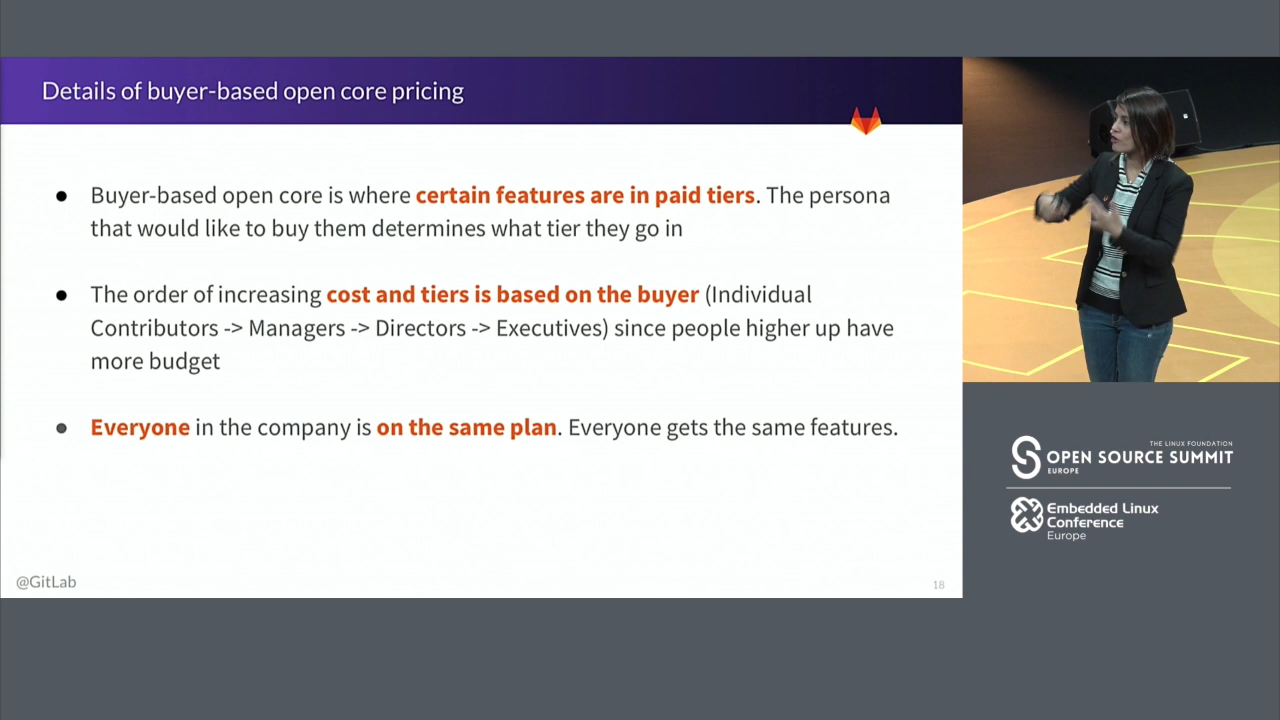 Details of buyer-based open core pricing
● Buyer-based open core is where certain features are in paid tiers. The persona
that would like to buy them determines what tier they go in
● The order of increasing cost and tiers is based on the buyer (Individual
Contributors -> Managers -> Directors -> Executives) since people higher up have
more budget
● Everyone in the company is on the same plan. Everyone gets the same features.
@GitLab
18
THE LINUX FOUNDATION
OPEN SOURCE SUMMIT
EUROPE
Embedded Linux
Conference
Europe